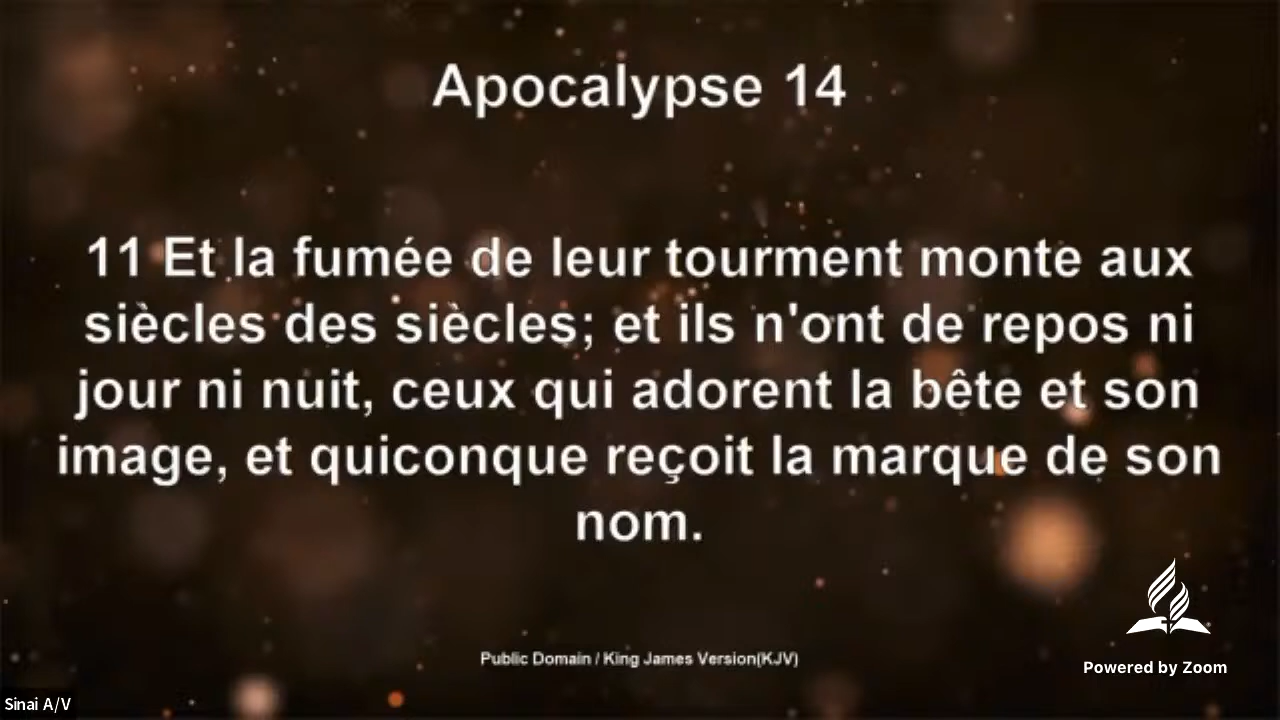 Apocalypse 14
11 Et la fumée de leur tourment monte aux
siècles des siècles; et ils n'ont de repos ni
jour ni nuit, ceux qui adorent la bête et son
image, et quiconque reçoit la marque de son
nom.
Public Domain / King James Version(KJV)
Powered by Zoom
Sinai A/V